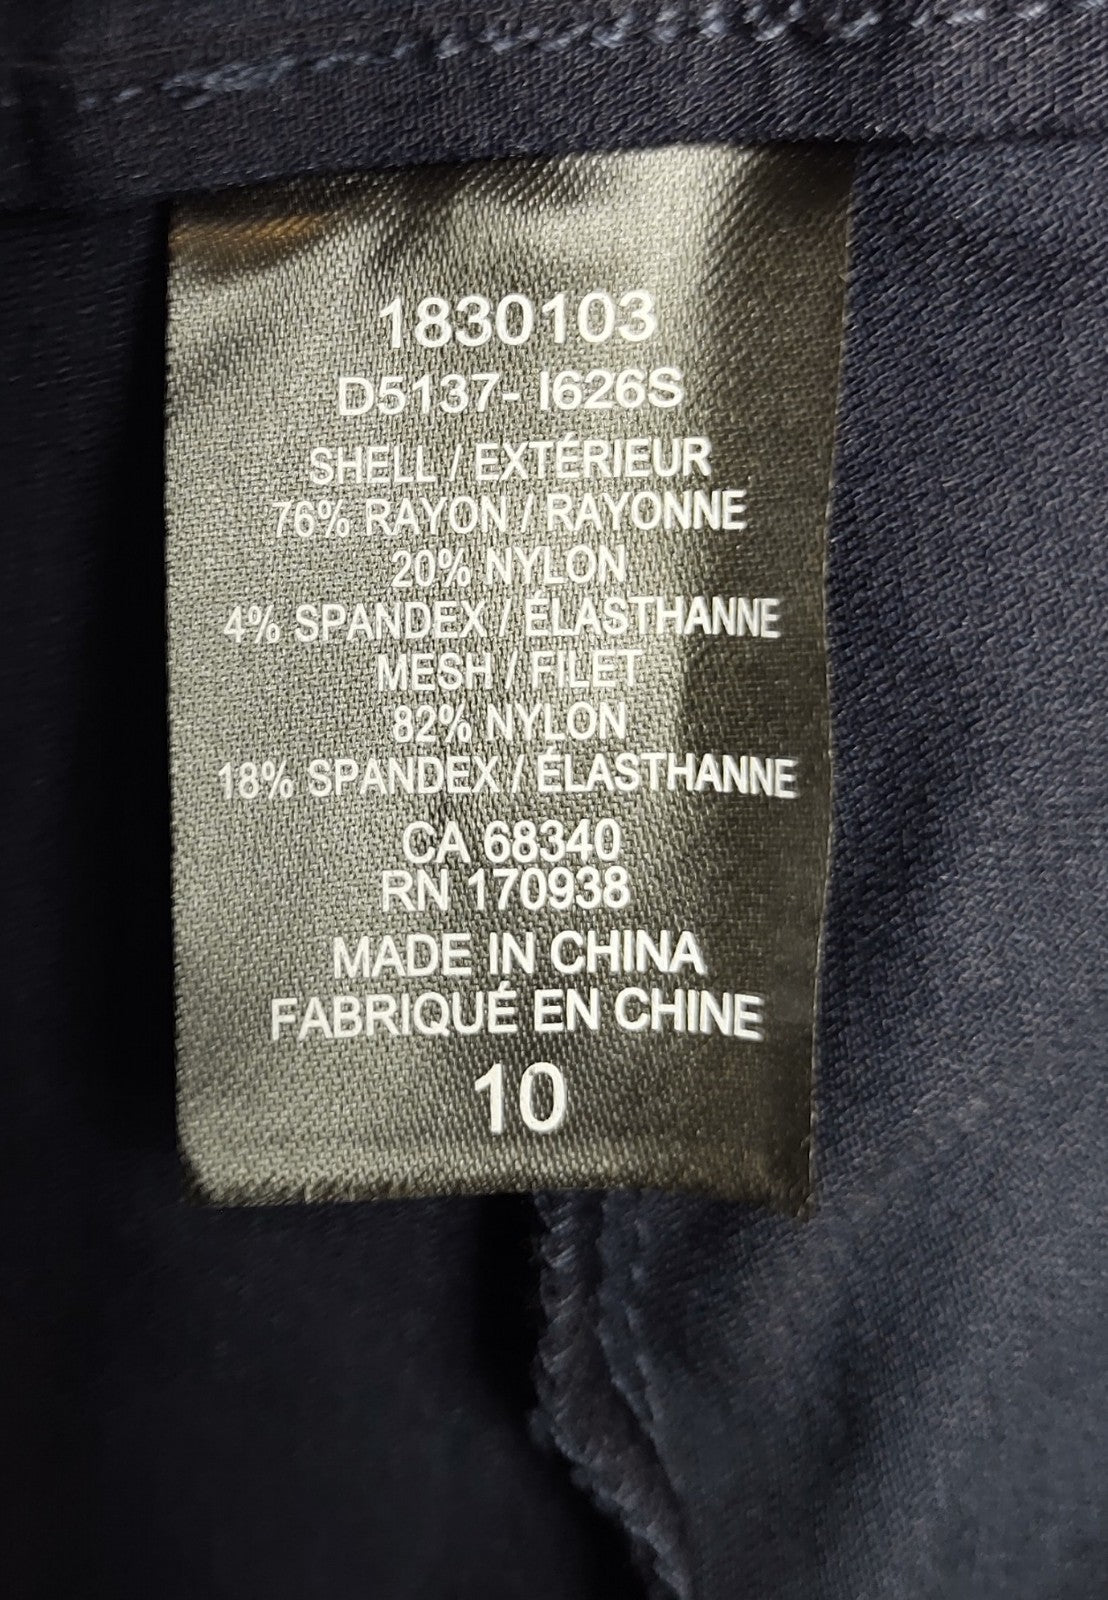 1830103
D5137- I626S
SHELL / EXTÉRIEUR
76% RAYON / RAYONNE
20% NYLON
4% SPANDEX / ÉLASTHANNE
MESH / FILET
82% NYLON
18% SPANDEX / ÉLASTHANNE
CA 68340
RN 170938
MADE IN CHINA
FABRIQUÉ EN CHINE
10